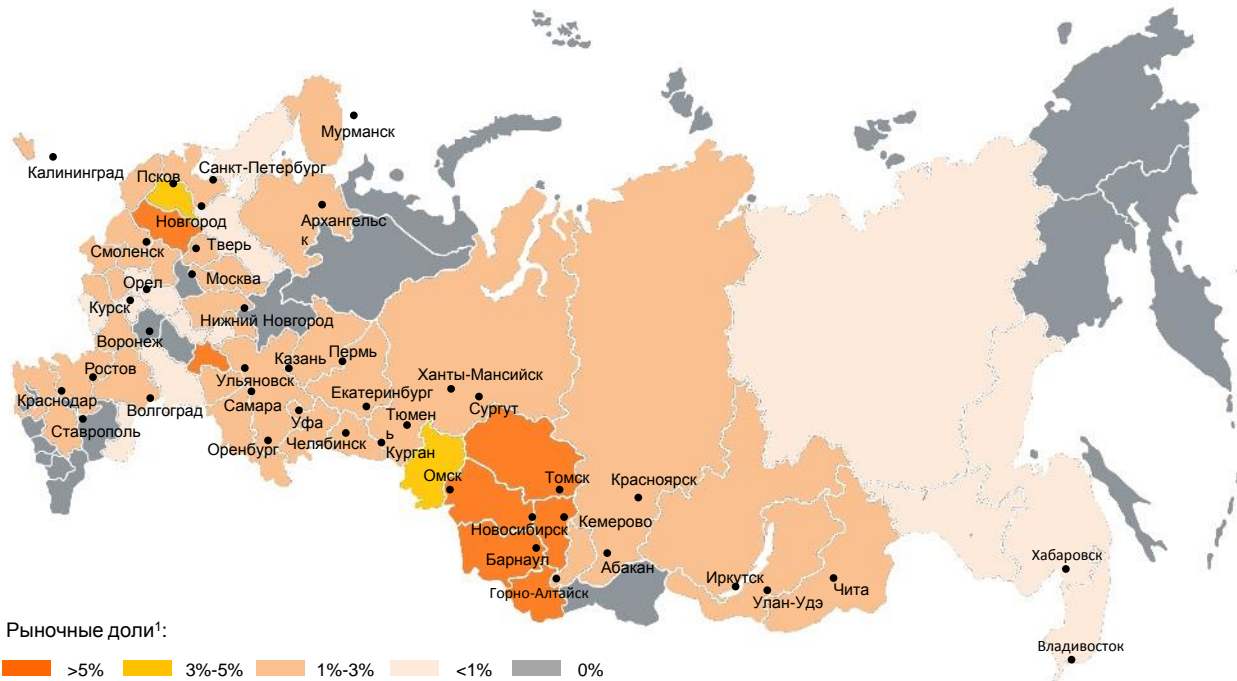 Мурманск
Санкт-Петербург
Калининград
Псков
Новгород
Архангельс
к
Тверь
Смоленск
Москва
Орел
Курск
Нижний Новгород
Воронеж
Казань
Пермь
Ростов
Ульяновск
Ханты-Мансийск
Екатеринбург
Краснодар
Самара
Сургут
Волгоград
Тюмен
ь
Уфа
Ставрополь
Челябинск
Оренбург
Курган
Омск
Томск
Красноярск
Новосибирск
Кемерово
Барнаул
Абакан
Хабаровск
Иркутск
Чита
Горно-Алтайск
Улан-Удэ
Рыночные доли¹:
Владивосток
>5% 3%-5% 1%-3% <1% 0%